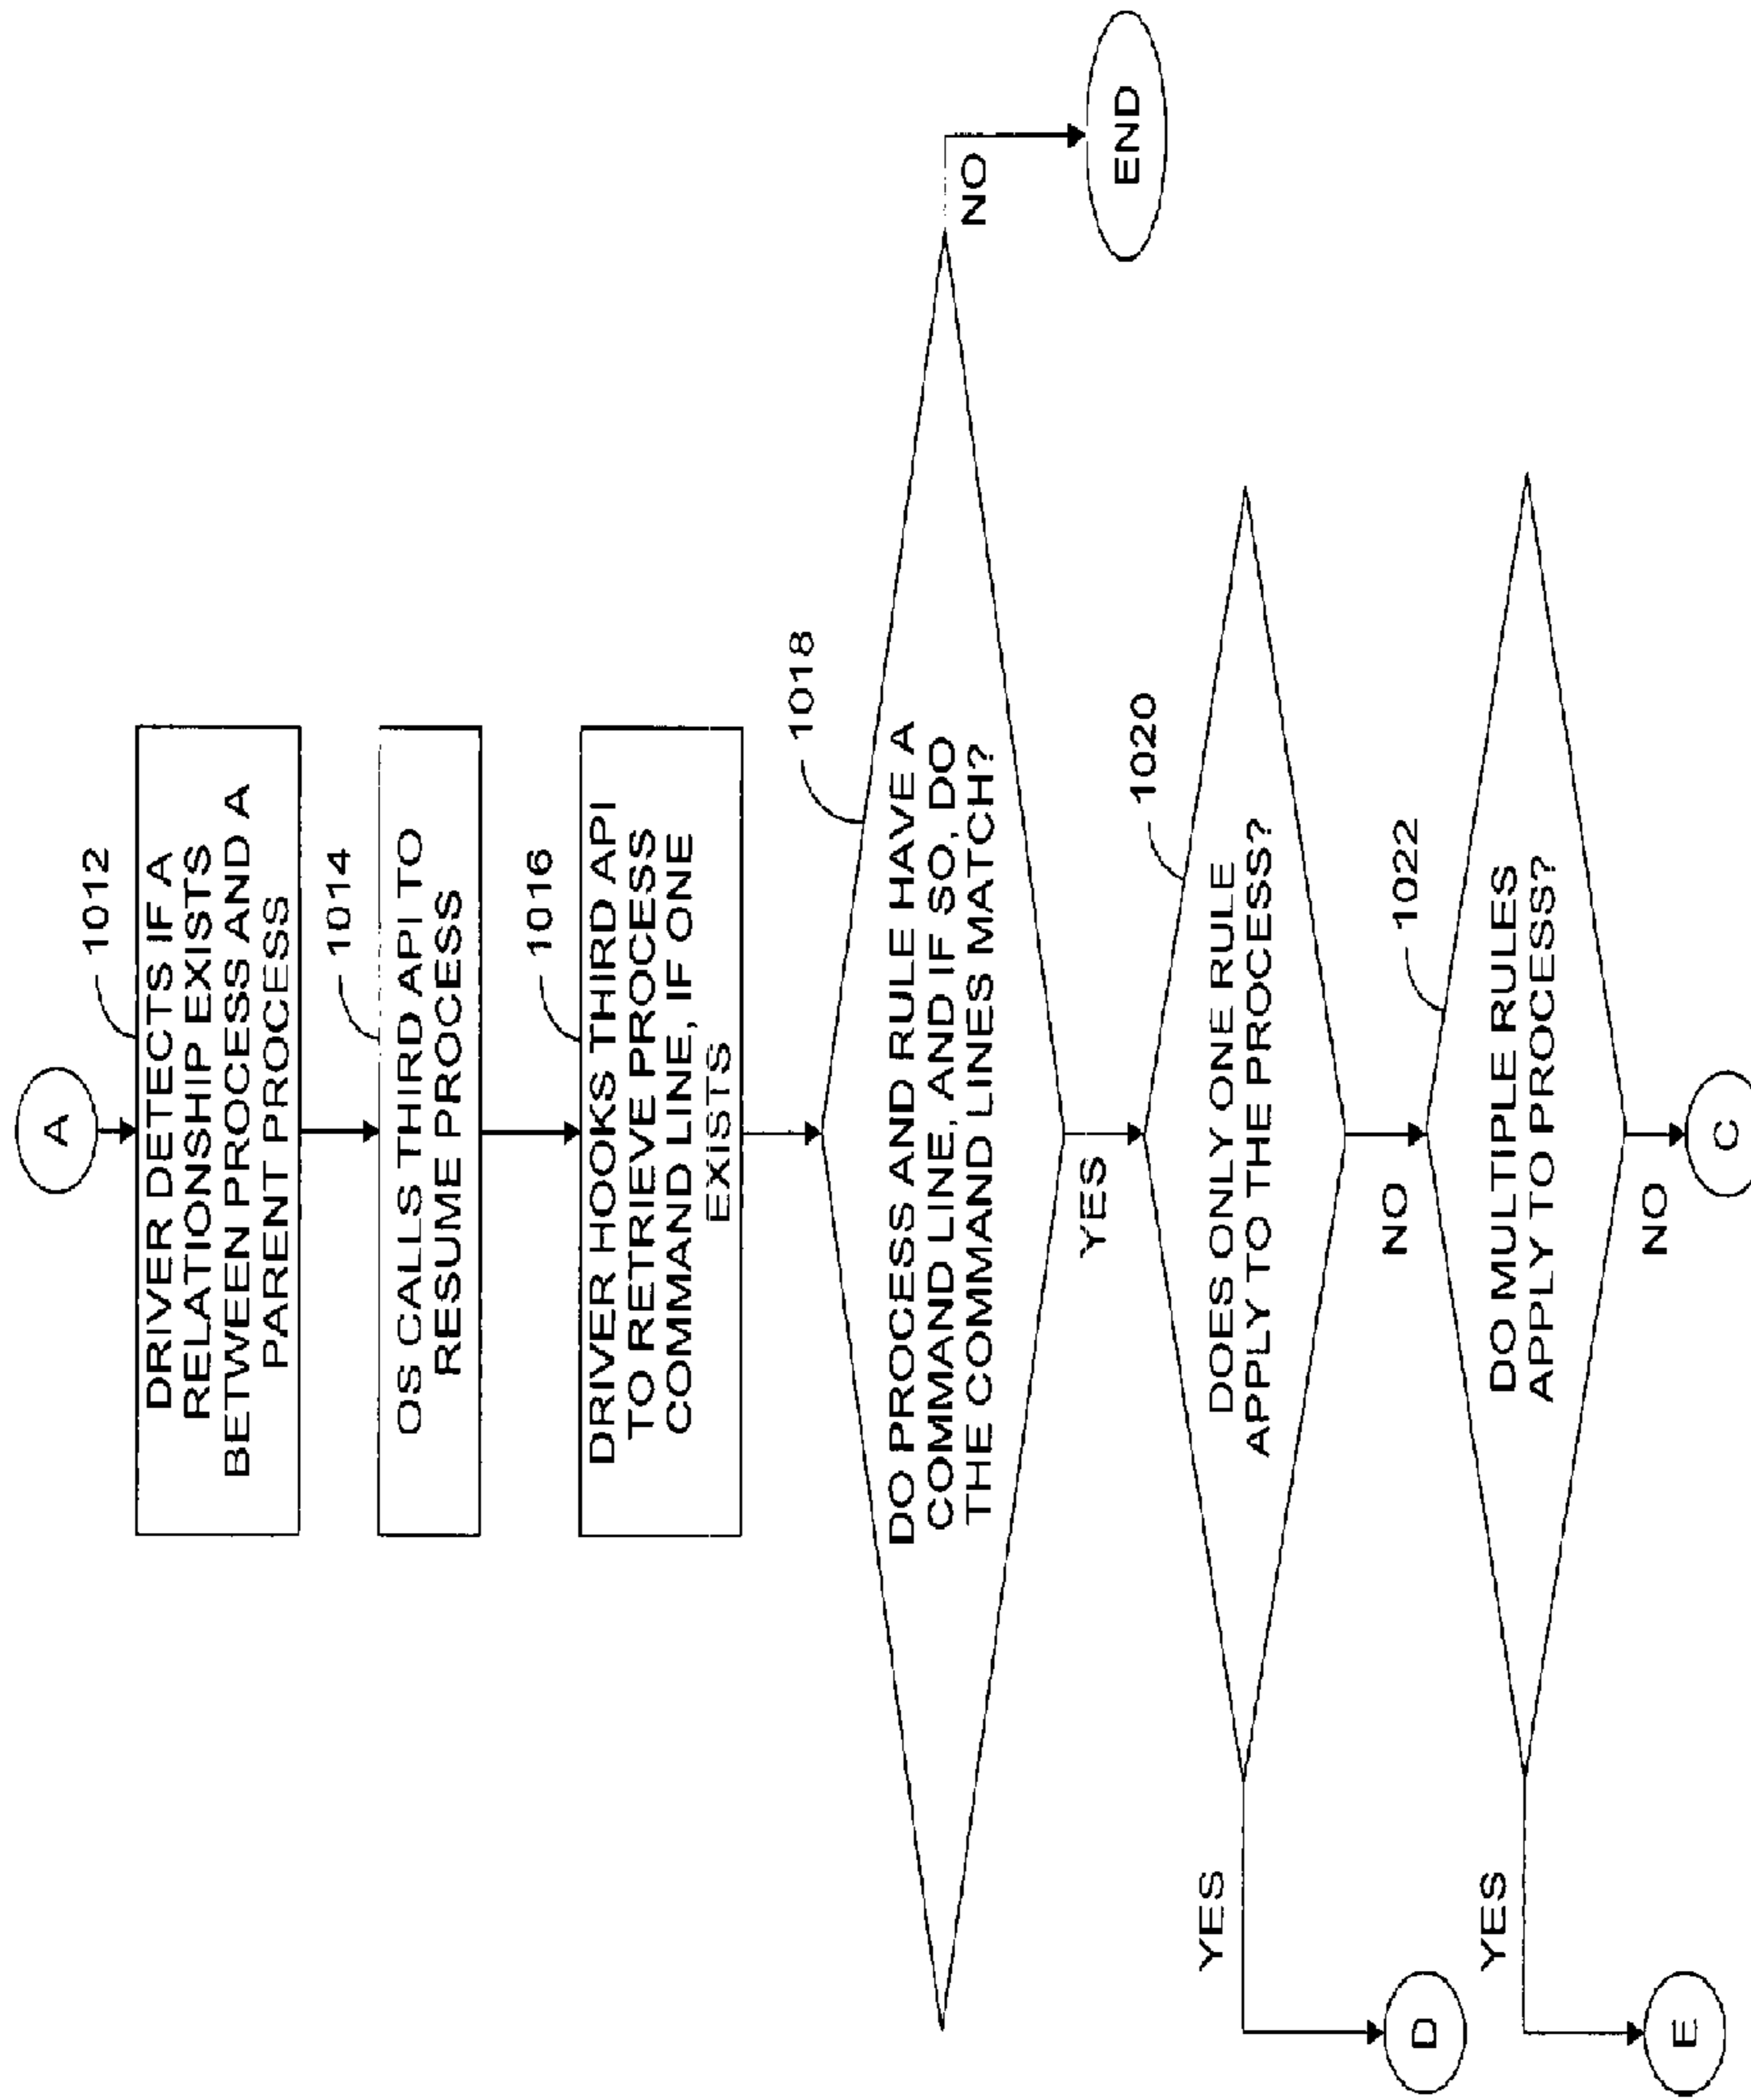 A
1012
DRIVER DETECTS IF A
RELATIONSHIP EXISTS
BETWEEN PROCESS AND A
PARENT PROCESS
1014
OS CALLS THIRD API TO
RESUME PROCESS
1016
DRIVER HOOKS THIRD API
TO RETRIEVE PROCESS
COMMAND LINE, IF ONE
EXISTS
1018
DO PROCESS AND RULE HAVE A
COMMAND LINE, AND IF SO, DO
THE COMMAND LINES MATCH?
NO
END
YES
1020
DOES ONLY ONE RULE
APPLY TO THE PROCESS?
YES
D
NO
1022
DO MULTIPLE RULES
APPLY TO PROCESS?
YES
E
NO
C